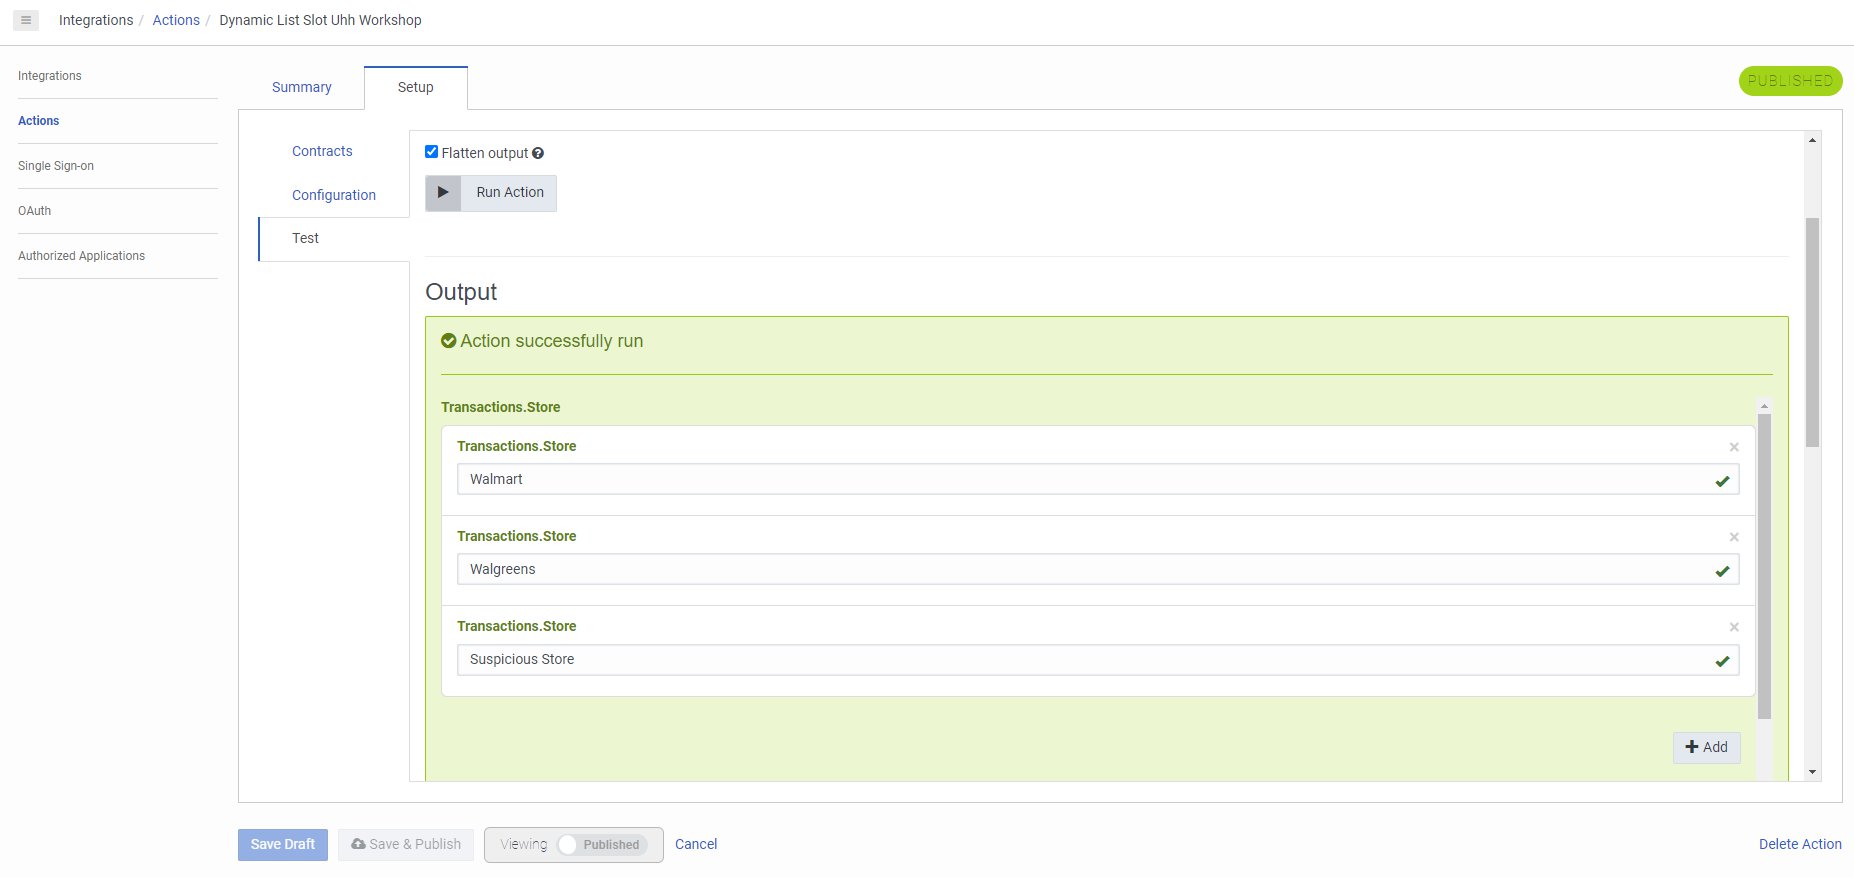 Integrations / Actions / Dynamic List Slot Uhh Workshop
Integrations
Actions
Single Sign-on
OAuth
Authorized Applications
Summary
Setup
PUBLISHED
Contracts
Configuration
Test
Flatten output
Run Action
Output
Action successfully run
Transactions.Store
Transactions.Store
Walmart
Transactions.Store
Walgreens
Transactions.Store
Suspicious Store
Add
Save Draft
Save & Publish
Viewing
Published
Cancel
Delete Action